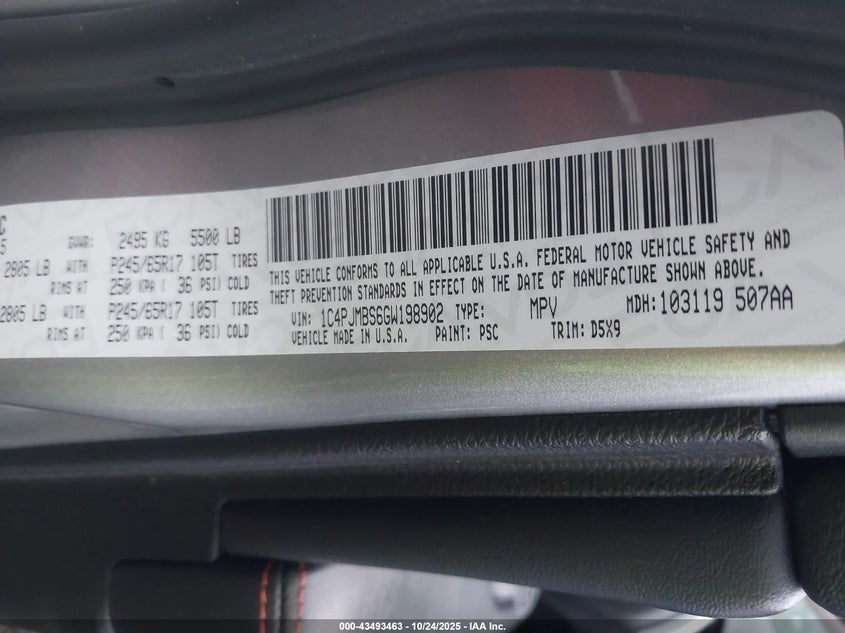 C
5
GVWR: 2495 KG 5500 LB
2805 LB WITH P245/65R17 105T TIRES
RIMS AT 250 KPA ( 36 PSI) COLD
2805 LB WITH P245/65R17 105T TIRES
RIMS AT 250 KPA ( 36 PSI) COLD
THIS VEHICLE CONFORMS TO ALL APPLICABLE U.S.A. FEDERAL MOTOR VEHICLE SAFETY AND
THEFT PREVENTION STANDARDS IN EFFECT ON THE DATE OF MANUFACTURE SHOWN ABOVE.
VIN: 1C4PJMBS6GW198902 TYPE: MPV MDH: 103119 507AA
VEHICLE MADE IN U.S.A. PAINT: PSC TRIM: D5X9
000-43493463 - 10/24/2025 - IAA Inc.